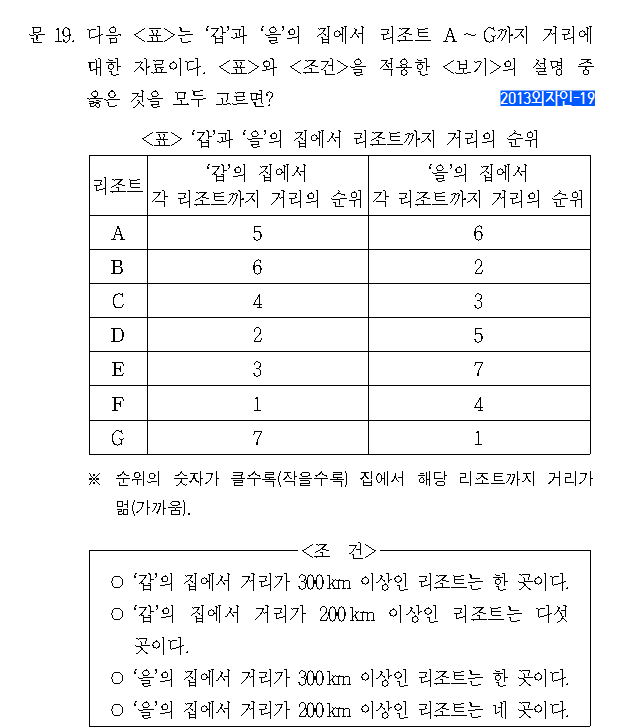 문 19. 다음 <표>는 ‘갑’과 ‘을’의 집에서 리조트 A ~ G까지 거리에
대한 자료이다. <표>와 <조건>을 적용한 <보기>의 설명 중
옳은 것을 모두 고르면?
2013외자인-19
<표> ‘갑’과 ‘을’의 집에서 리조트까지 거리의 순위
리조트 ‘갑’의 집에서 각 리조트까지 거리의 순위 ‘을’의 집에서 각 리조트까지 거리의 순위
A 5 6
B 6 2
C 4 3
D 2 5
E 3 7
F 1 4
G 7 1
※ 순위의 숫자가 클수록(작을수록) 집에서 해당 리조트까지 거리가
멂(가까움).
<조 건>
○ ‘갑’의 집에서 거리가 300 km 이상인 리조트는 한 곳이다.
○ ‘갑’의 집에서 거리가 200 km 이상인 리조트는 다섯
곳이다.
○ ‘을’의 집에서 거리가 300 km 이상인 리조트는 한 곳이다.
○ ‘을’의 집에서 거리가 200 km 이상인 리조트는 네 곳이다.